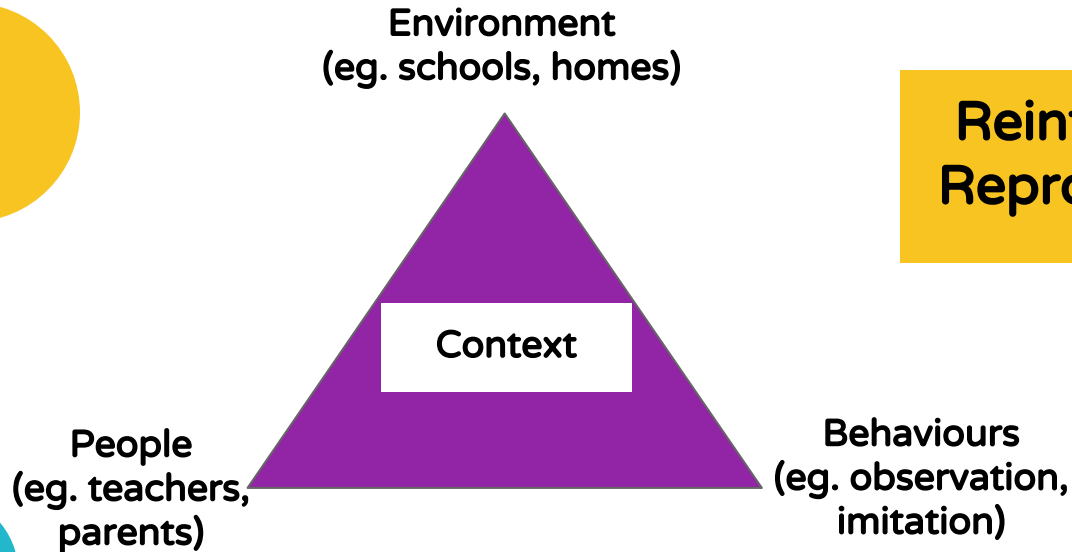 Environment
(eg. schools, homes)
Context
People
(eg. teachers,
parents)
Behaviours
(eg. observation,
imitation)